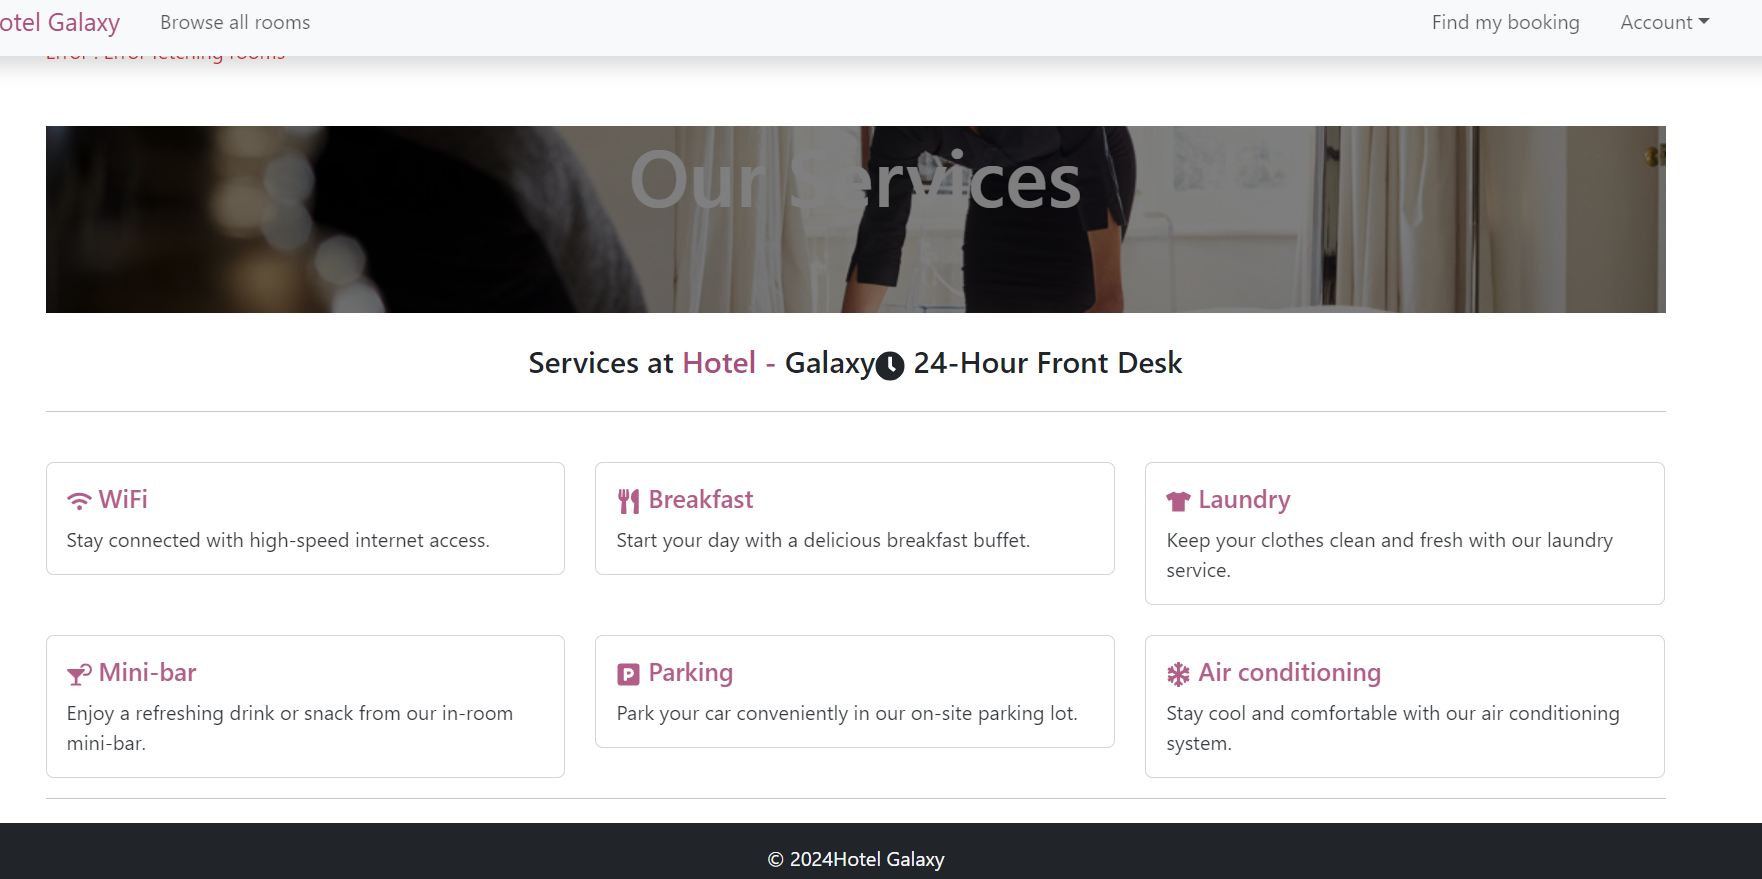 otel Galaxy Browse all rooms Find my booking Account
Error : Error fetching rooms
Our Services
Services at Hotel - Galaxy 24-Hour Front Desk
WiFi
Stay connected with high-speed internet access.
Breakfast
Start your day with a delicious breakfast buffet.
Laundry
Keep your clothes clean and fresh with our laundry
service.
Mini-bar
Enjoy a refreshing drink or snack from our in-room
mini-bar.
Parking
Park your car conveniently in our on-site parking lot.
Air conditioning
Stay cool and comfortable with our air conditioning
system.
© 2024Hotel Galaxy